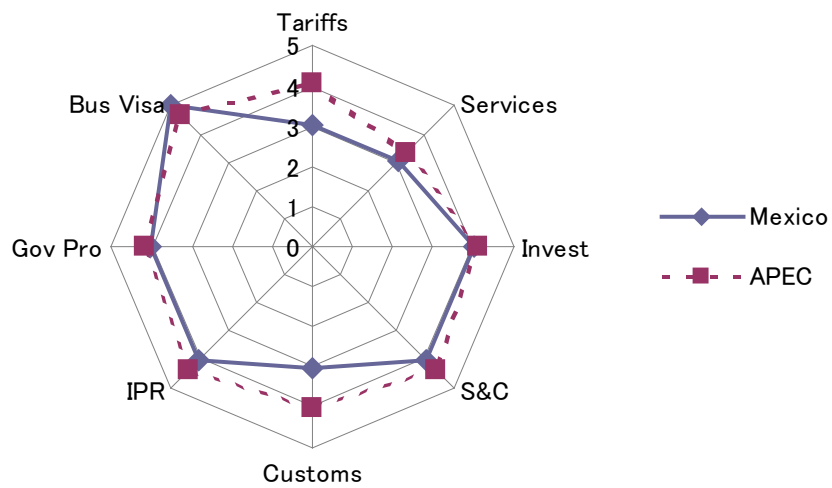 Tariffs
5
4
3
2
1
0
Services
Invest
S&C
Customs
IPR
Gov Pro
Bus Visa
Mexico
APEC